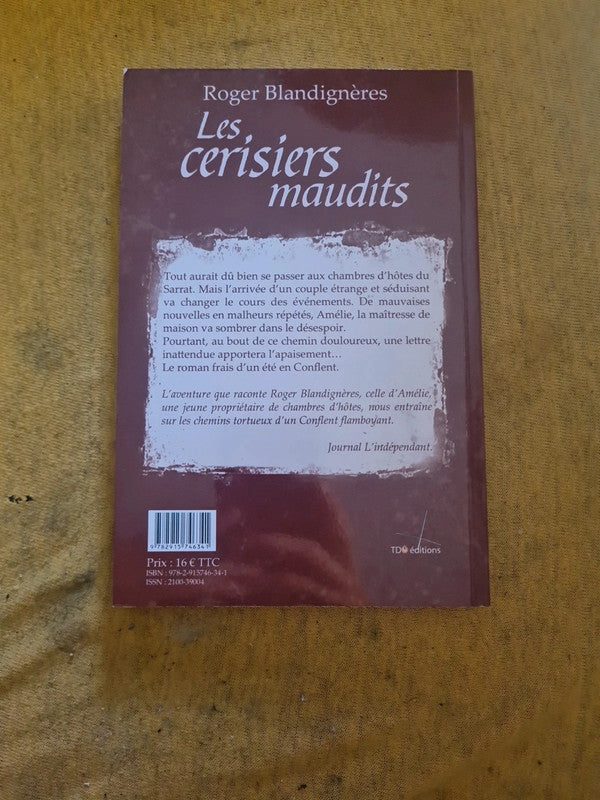 Roger Blandignères
Les
cerisiers
maudits
Tout aurait dû bien se passer aux chambres d'hôtes du
Sarrat. Mais l'arrivée d'un couple étrange et séduisant
va changer le cours des événements. De mauvaises
nouvelles en malheurs répétés, Amélie, la maîtresse de
maison va sombrer dans le désespoir.
Pourtant, au bout de ce chemin douloureux, une lettre
inattendue apportera l'apaisement…
Le roman frais d'un été en Conflent.
L'aventure que raconte Roger Blandignères, celle d'Amélie,
une jeune propriétaire de chambres d'hôtes, nous entraîne
sur les chemins tortueux d'un Conflent flamboyant.
Journal L'indépendant.
9 782915 746341
Prix : 16 € TTC
ISBN : 978-2-915746-34-1
ISSN : 2100-39004
TDO éditions